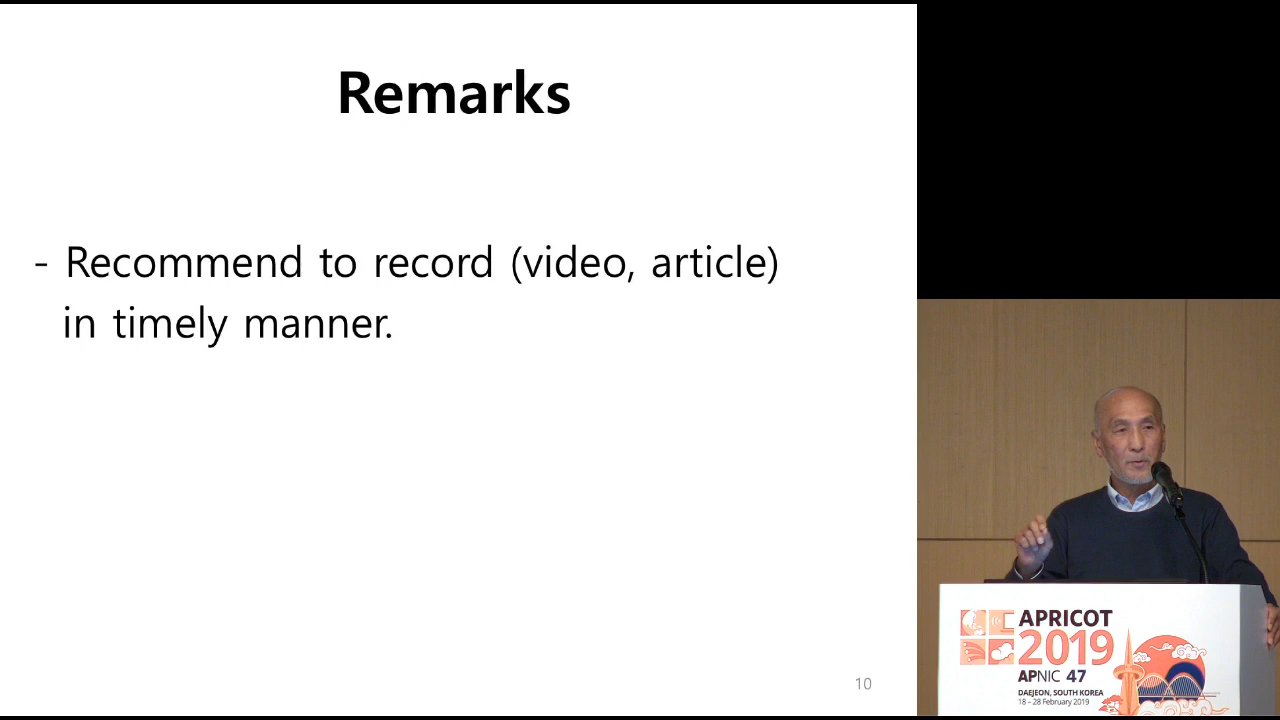 Remarks
- Recommend to record (video, article)
in timely manner.
10
APRICOT
2019
APNIC 47
DAEJEON, SOUTH KOREA
18 – 28 February 2019